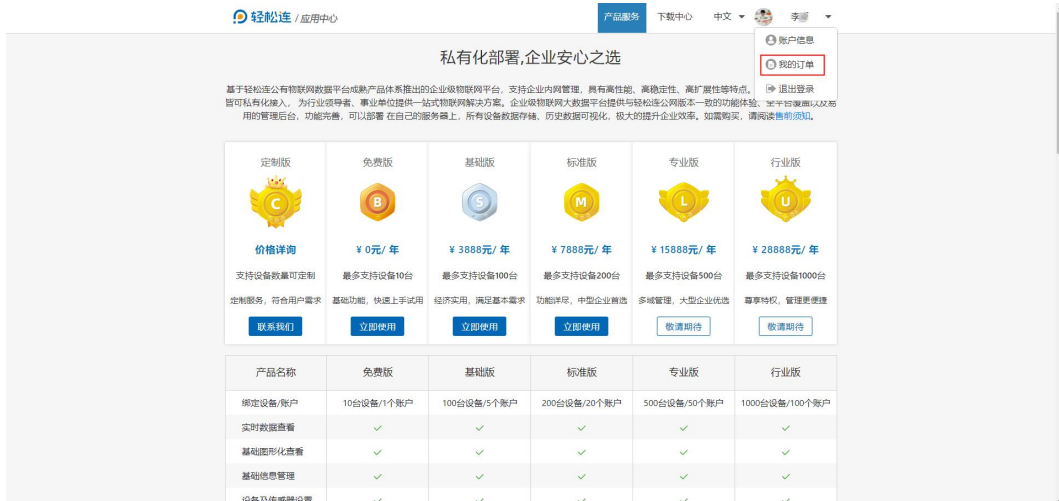 轻松连 / 应用中心
产品服务 下载中心 中文 李
账户信息
我的订单
退出登录
私有化部署,企业安心之选
基于轻松连公有物联网数据平台成熟产品体系推出的企业级物联网平台，支持企业内网管理，具有高性能、高稳定性、高扩展性等特点。
皆可私有化接入， 为行业领导者、事业单位提供一站式物联网解决方案。企业级物联网大数据平台提供与轻松连公网版本一致的功能体验、全平台覆盖以及易
用的管理后台，功能完善，可以部署 在自己的服务器上，所有设备数据存储、历史数据可视化，极大的提升企业效率。如需购买，请阅读售前须知。
定制版 免费版 基础版 标准版 专业版 行业版
C B S M L U
价格详询 ¥ 0元/ 年 ¥ 3888元/ 年 ¥ 7888元/ 年 ¥ 15888元/ 年 ¥ 28888元/ 年
支持设备数量可定制 最多支持设备10台 最多支持设备100台 最多支持设备200台 最多支持设备500台 最多支持设备1000台
定制服务，符合用户需求 基础功能，快速上手试用 经济实用，满足基本需求 功能详尽，中型企业首选 多域管理，大型企业优选 尊享特权，管理更便捷
联系我们 立即使用 立即使用 立即使用 敬请期待 敬请期待
产品名称 免费版 基础版 标准版 专业版 行业版
绑定设备/账户 10台设备/1个账户 100台设备/5个账户 200台设备/20个账户 500台设备/50个账户 1000台设备/100个账户
实时数据查看
基础图形化查看
基础信息管理
设备及传感器设置